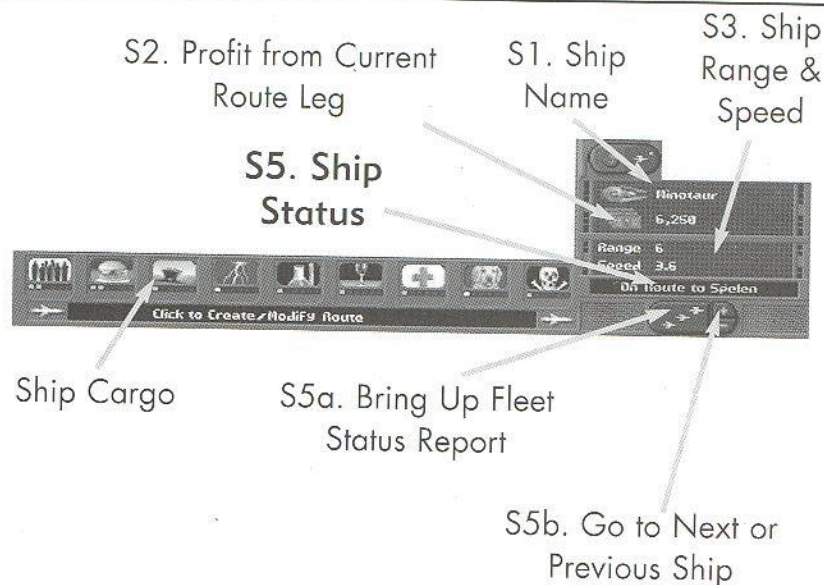 S2. Profit from Current
Route Leg
S1. Ship
Name
S3. Ship
Range &
Speed
S5. Ship
Status
Minotaur
6,250
Range 6
Speed 3.6
On Route to Spelen
Click to Create/Modify Route
Ship Cargo
S5a. Bring Up Fleet
Status Report
S5b. Go to Next or
Previous Ship